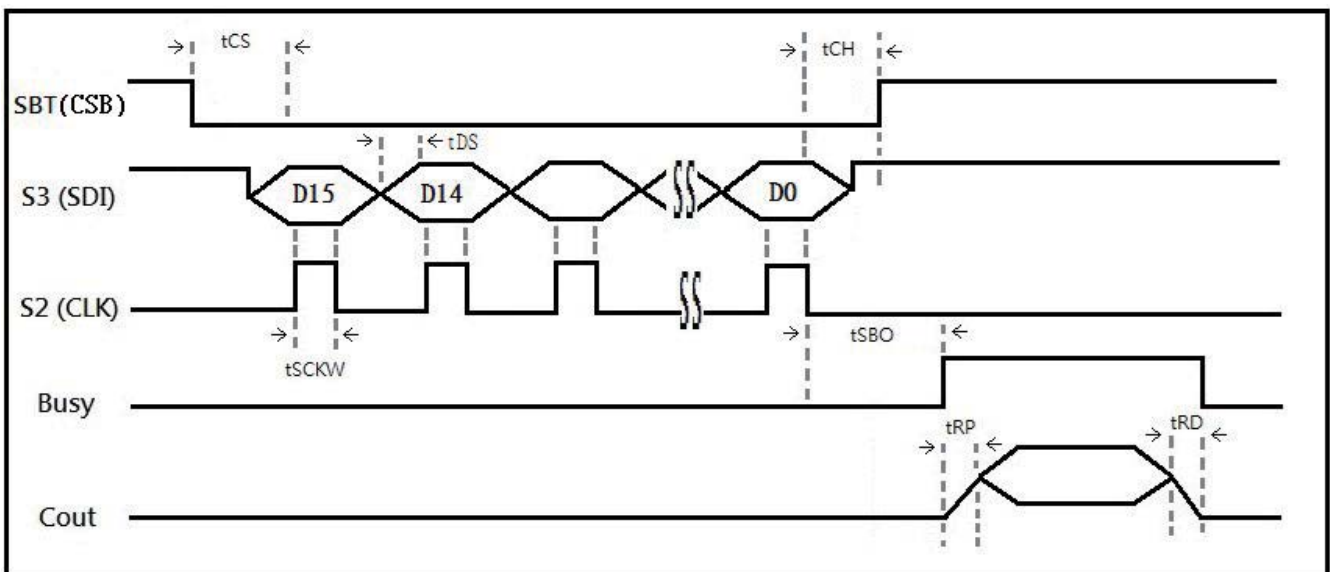 tCS
tCH
SBT(CSB)
tDS
S3 (SDI)
D15
D14
D0
S2 (CLK)
tSCKW
tSBO
Busy
tRP
tRD
Cout